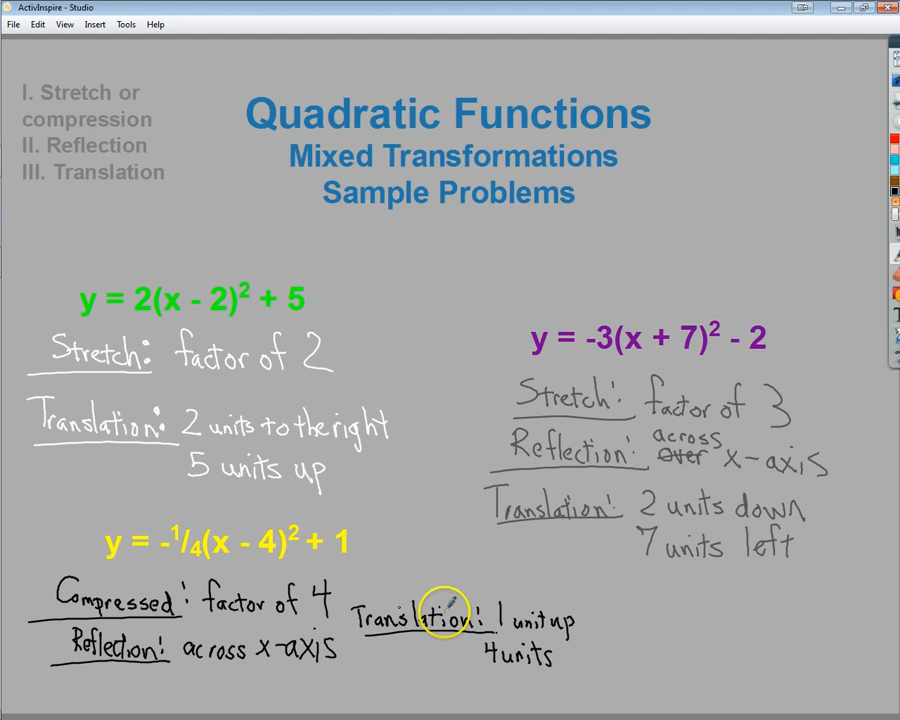 ActivInspire - Studio
File Edit View Insert Tools Help
I. Stretch or
compression
II. Reflection
III. Translation
Quadratic Functions
Mixed Transformations
Sample Problems
y = 2(x - 2)² + 5
Stretch: factor of 2
Translation: 2 units to the right
5 units up
y = -3(x + 7)² - 2
Stretch: factor of 3
across
Reflection: over x-axis
Translation: 2 units down
7 units left
y = -¹/₄(x - 4)² + 1
Compressed: factor of 4
Reflection: across x-axis
Translation: 1 unit up
4 units